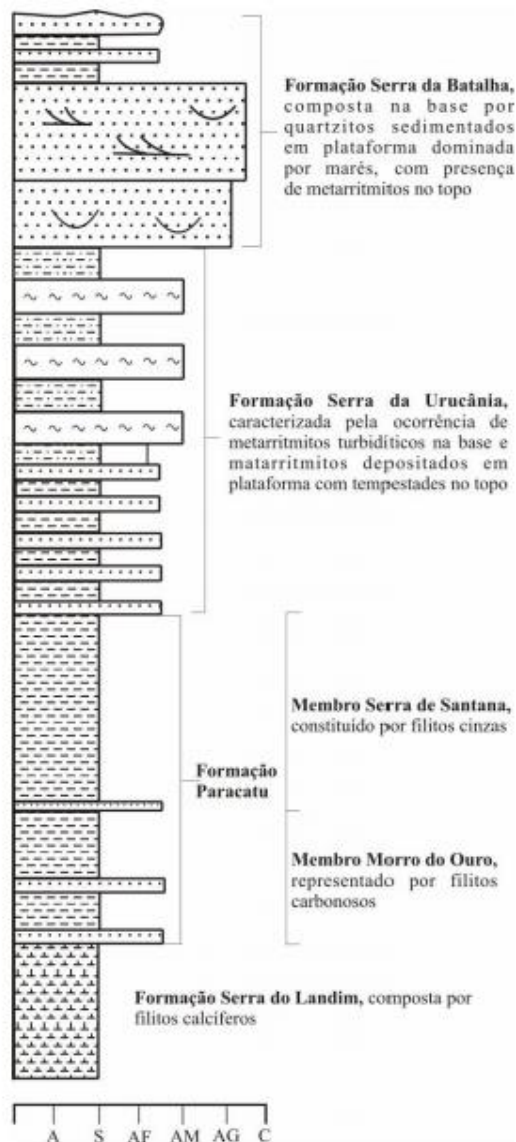 Formação Serra da Batalha,
composta na base por
quartzitos sedimentados
em plataforma dominada
por marés, com presença
de metarritmitos no topo
Formação Serra da Urucânia,
caracterizada pela ocorrência de
metarritmitos turbidíticos na base e
matarritmitos depositados em
plataforma com tempestades no topo
Membro Serra de Santana,
constituído por filitos cinzas
Formação
Paracatu
Membro Morro do Ouro,
representado por filitos
carbonosos
Formação Serra do Landim, composta por
filitos calcíferos
A S AF AM AG C